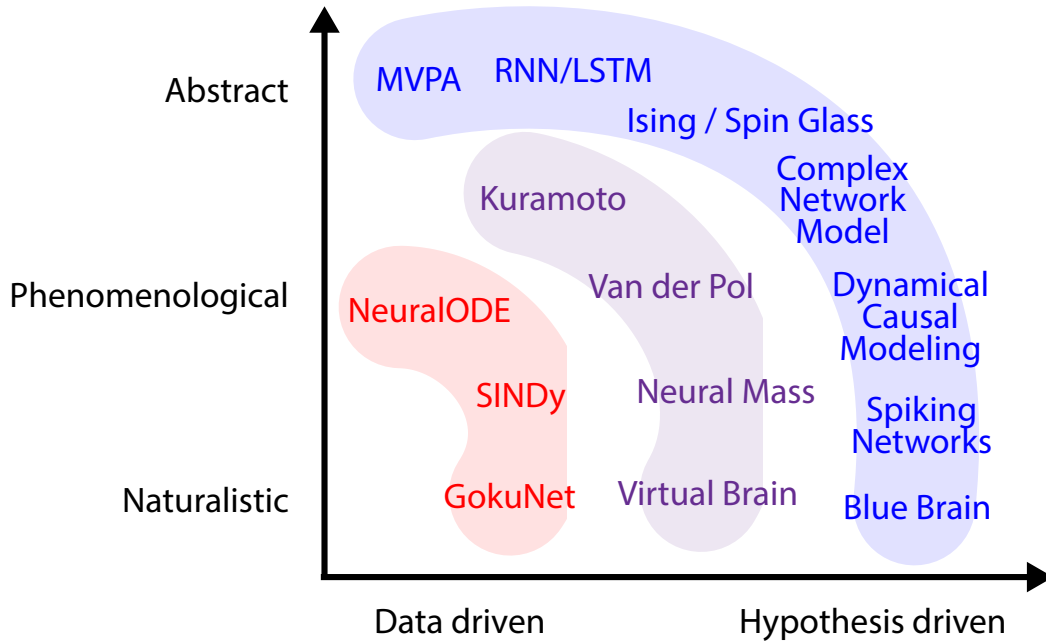 Abstract
MVPA
RNN/LSTM
Ising / Spin Glass
Complex
Network
Model
Kuramoto
Phenomenological
NeuralODE
Van der Pol
Dynamical
Causal
Modeling
SINDy
Neural Mass
Spiking
Networks
Naturalistic
GokuNet
Virtual Brain
Blue Brain
Data driven
Hypothesis driven